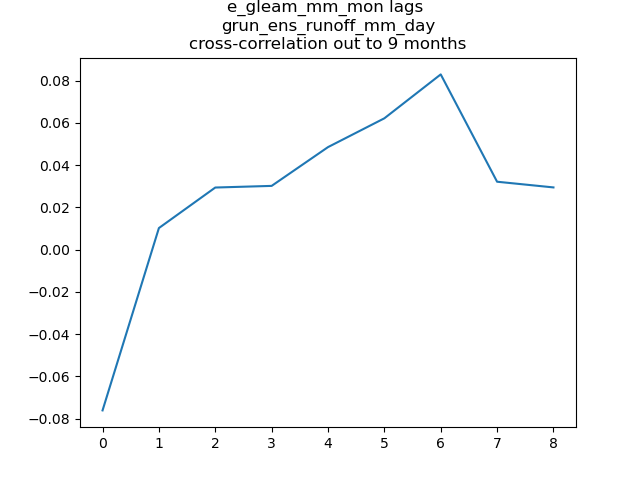 e_gleam_mm_mon lags
grun_ens_runoff_mm_day
cross-correlation out to 9 months
0.08
0.06
0.04
0.02
0.00
−0.02
−0.04
−0.06
−0.08
0 1 2 3 4 5 6 7 8